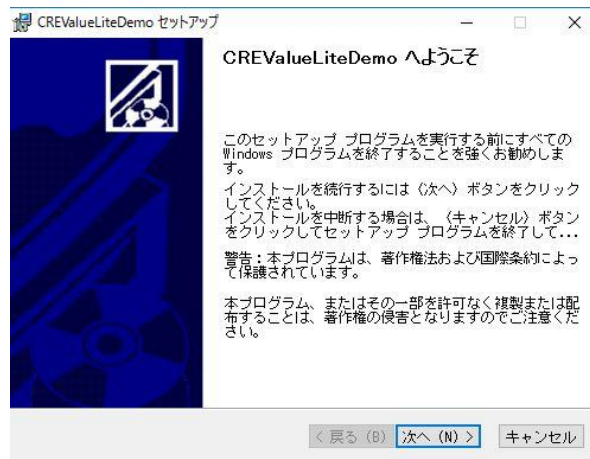 CREValueLiteDemo セットアップ
CREValueLiteDemo へようこそ
このセットアップ プログラムを実行する前にすべての
Windows プログラムを終了することを強くお勧めしま
す。
インストールを続行するには〈次へ〉ボタンをクリック
してください。
インストールを中断する場合は、〈キャンセル〉ボタン
をクリックしてセットアップ プログラムを終了して...
警告：本プログラムは、著作権法および国際条約によっ
て保護されています。
本プログラム、またはその一部を許可なく複製または配
布することは、著作権の侵害となりますのでご注意くだ
さい。
< 戻る (B) 次へ (N) > キャンセル